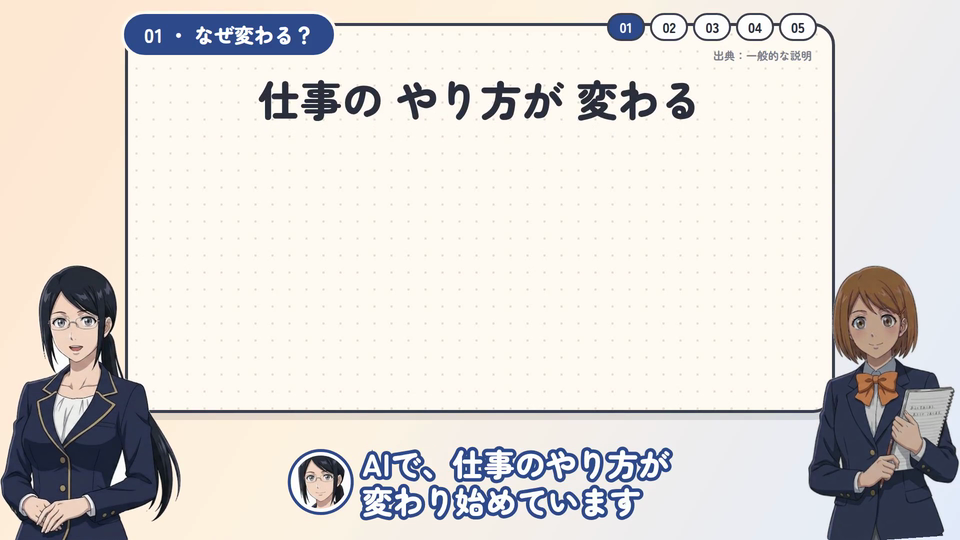 01 ・ なぜ変わる？
01 02 03 04 05
出典：一般的な説明
仕事の やり方が 変わる
AIで、仕事のやり方が
変わり始めています